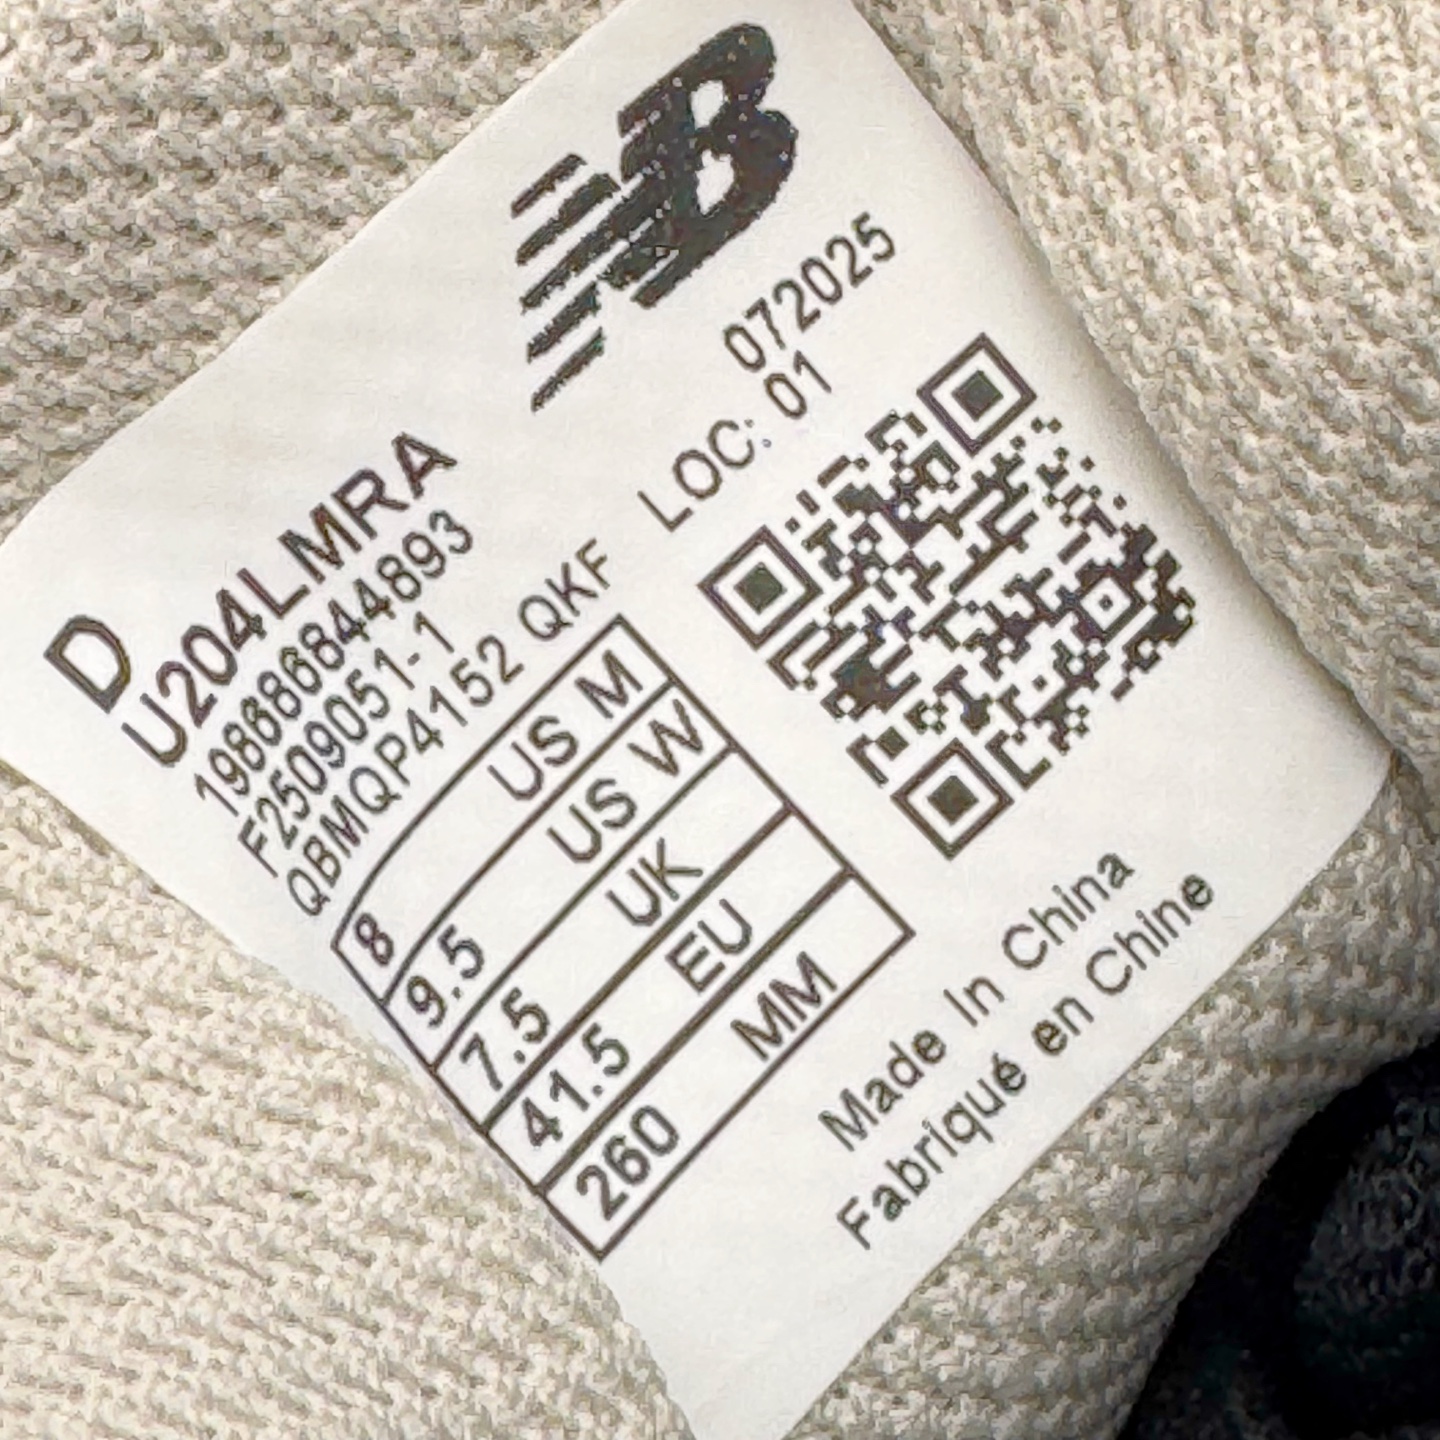 NB
072025
LOC: 01
D
U204LMRA
198868844893
F2509051-1
QBMQP4152 QKF
8 US M
9.5 US W
7.5 UK
41.5 EU
260 MM
Made In China
Fabriqué en Chine